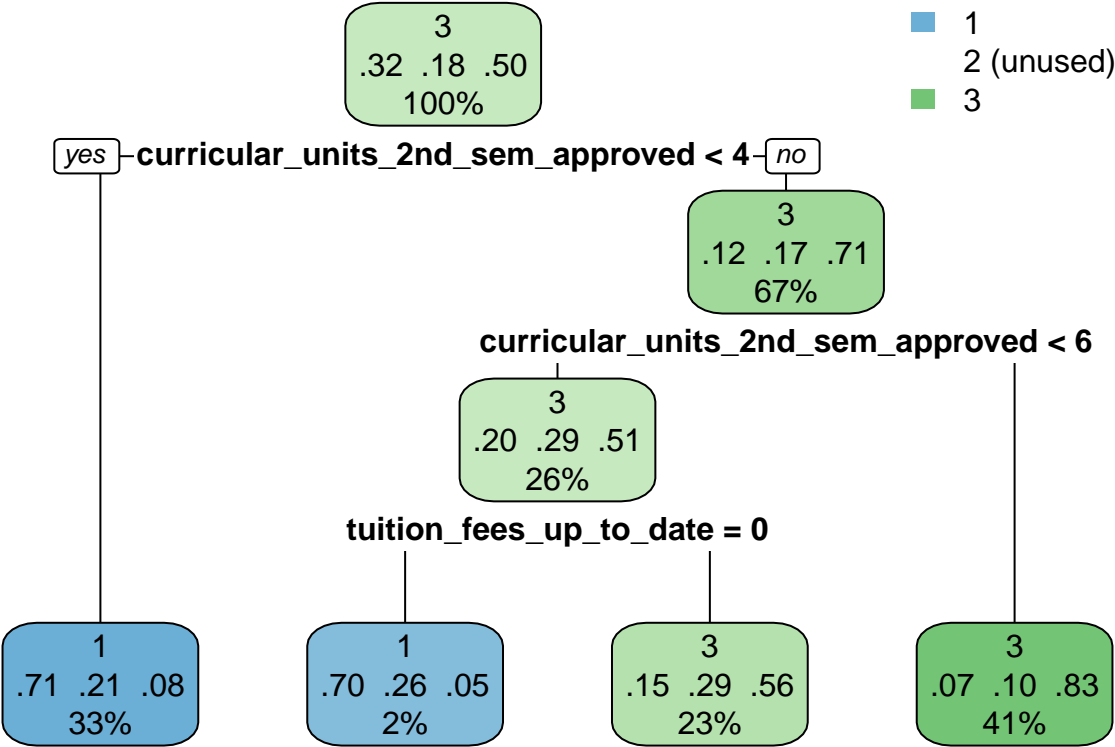 3
.32 .18 .50
100%
1
2 (unused)
3
yes curricular_units_2nd_sem_approved < 4 no
3
.12 .17 .71
67%
curricular_units_2nd_sem_approved < 6
3
.20 .29 .51
26%
tuition_fees_up_to_date = 0
1
.71 .21 .08
33%
1
.70 .26 .05
2%
3
.15 .29 .56
23%
3
.07 .10 .83
41%